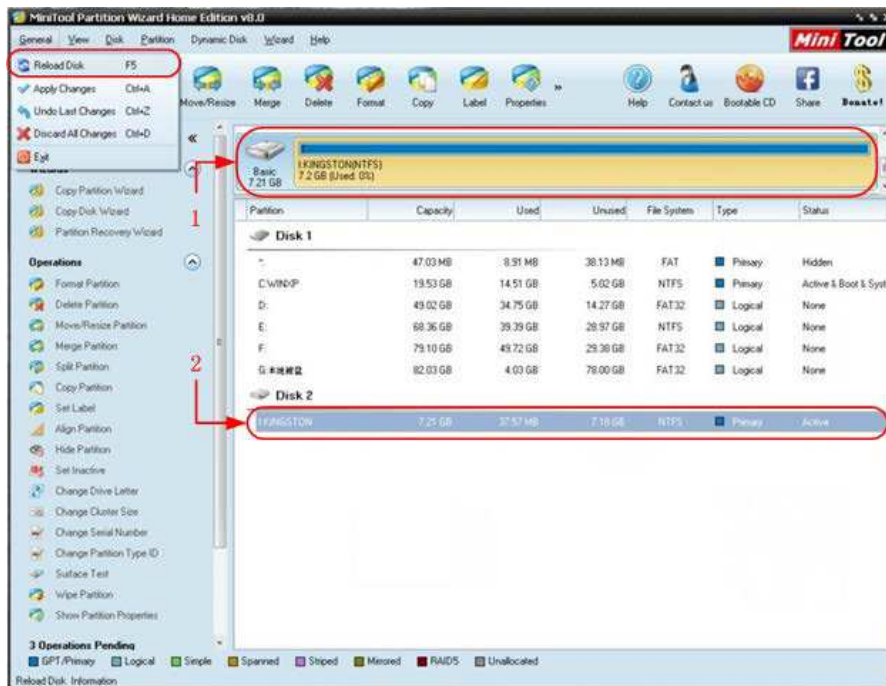 MiniTool Partition Wizard Home Edition v8.0
General View Disk Partition Dynamic Disk Wizard Help
Mini Tool
Reload Disk F5
Apply Changes Ctrl+A
Undo Last Changes Ctrl+Z
Discard All Changes Ctrl+D
Exit
Move/Resize Merge Delete Format Copy Label Properties » Help Contact us Bootable CD Share Donate!
«
Basic
7.21 GB
I:KINGSTON(NTFS)
7.2 GB (Used: 0%)
1
Wizards
Copy Partition Wizard
Copy Disk Wizard
Partition Recovery Wizard
Operations
Format Partition
Delete Partition
Move/Resize Partition
Merge Partition
Split Partition
Copy Partition
Set Label
Align Partition
Hide Partition
Set Inactive
Change Drive Letter
Change Cluster Size
Change Serial Number
Change Partition Type ID
Surface Test
Wipe Partition
Show Partition Properties
3 Operations Pending
2
Partition Capacity Used Unused File System Type Status
Disk 1
*: 47.03 MB 8.91 MB 38.13 MB FAT Primary Hidden
C:WINXP 19.53 GB 14.51 GB 5.02 GB NTFS Primary Active & Boot & Syst
D: 49.02 GB 34.75 GB 14.27 GB FAT32 Logical None
E: 68.36 GB 39.39 GB 28.97 GB NTFS Logical None
F: 79.10 GB 49.72 GB 29.38 GB FAT32 Logical None
G:本地磁盘 82.03 GB 4.03 GB 78.00 GB FAT32 Logical None
Disk 2
I:KINGSTON 7.21 GB 37.57 MB 7.18 GB NTFS Primary Active
GPT/Primary Logical Simple Spanned Striped Mirrored RAID5 Unallocated
Reload Disk Information